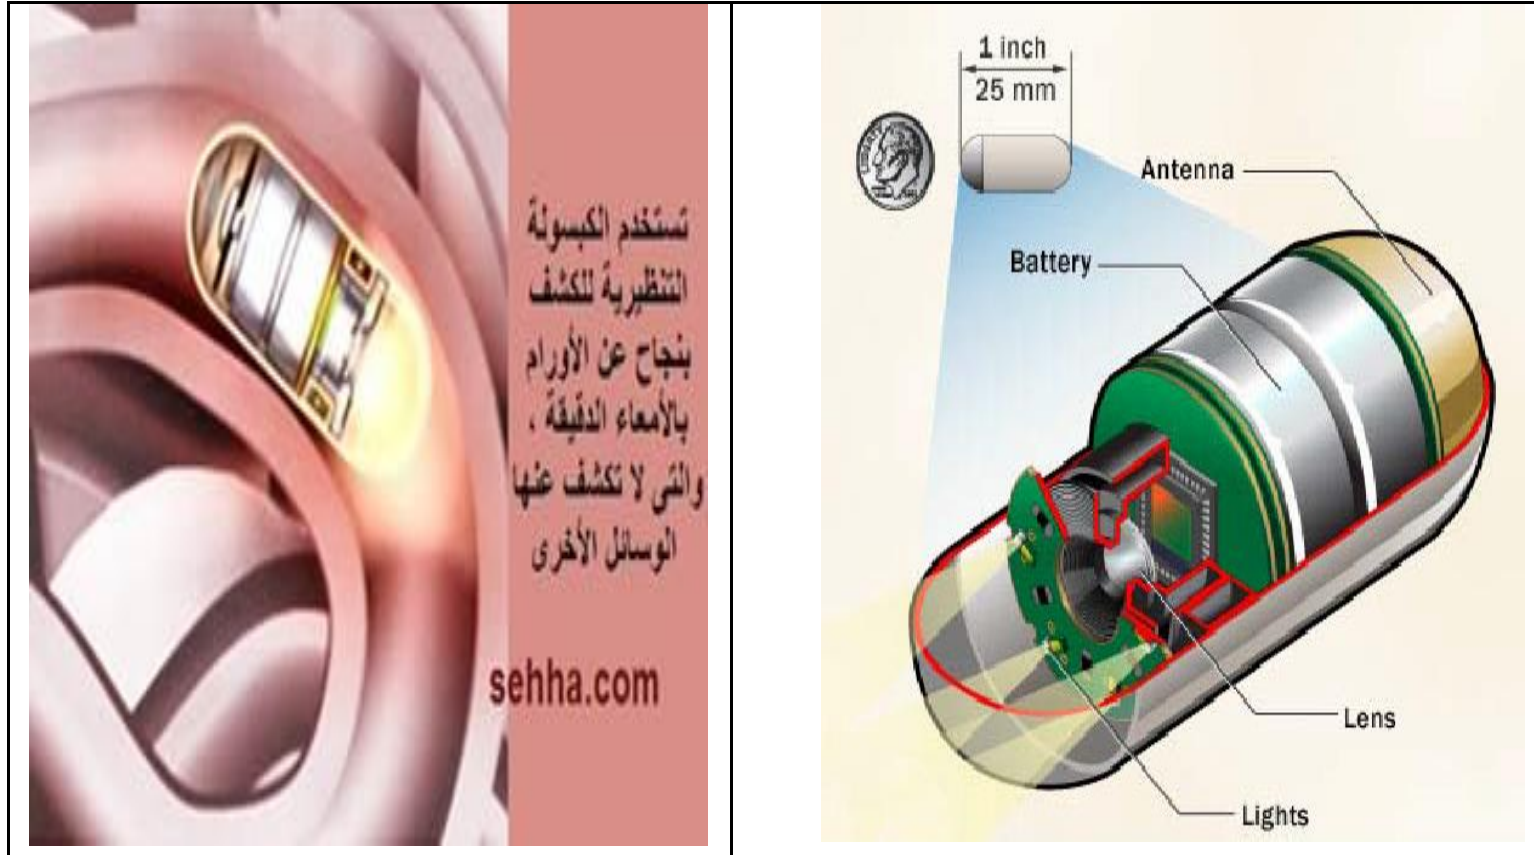 تستخدم الكبسولة
التنظيرية للكشف
بنجاح عن الأورام
بالأمعاء الدقيقة ،
والتى لا تكشف عنها
الوسائل الأخرى
sehha.com
1 inch
25 mm
Antenna
Battery
Lens
Lights